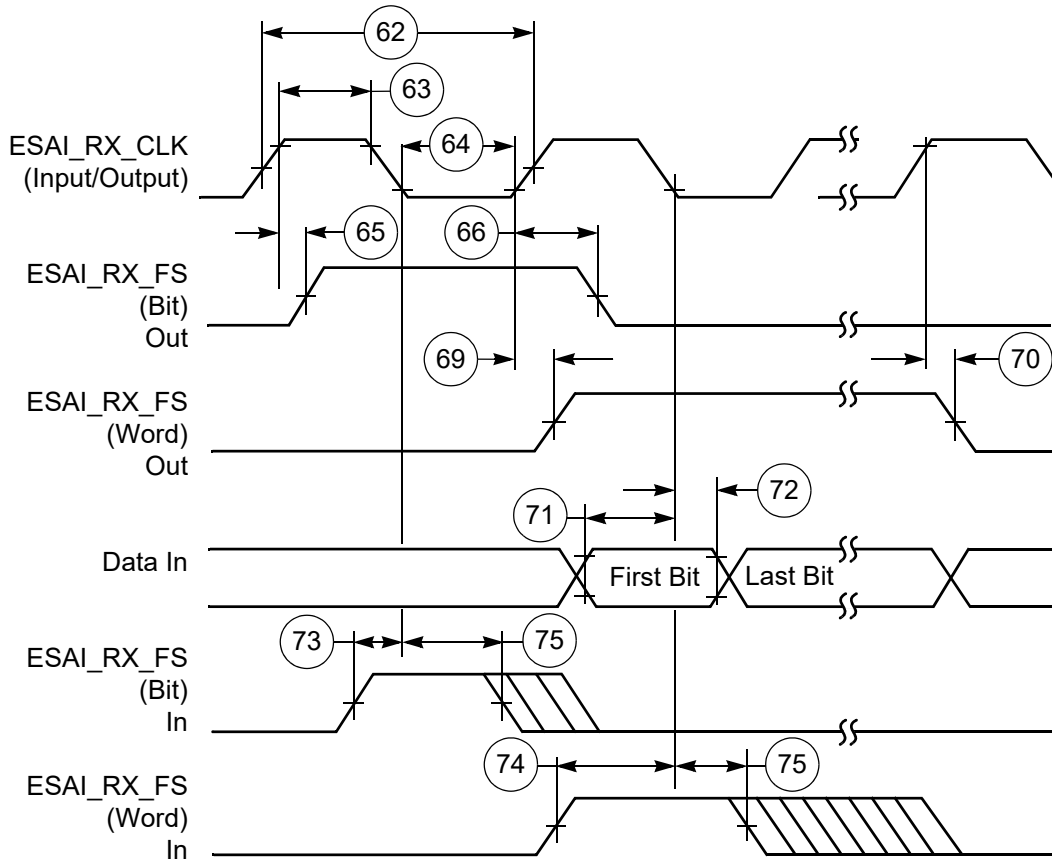 62
63
ESAI_RX_CLK
(Input/Output)
64
65
66
ESAI_RX_FS
(Bit)
Out
69
70
ESAI_RX_FS
(Word)
Out
71
72
Data In
First Bit
Last Bit
73
75
ESAI_RX_FS
(Bit)
In
74
75
ESAI_RX_FS
(Word)
In